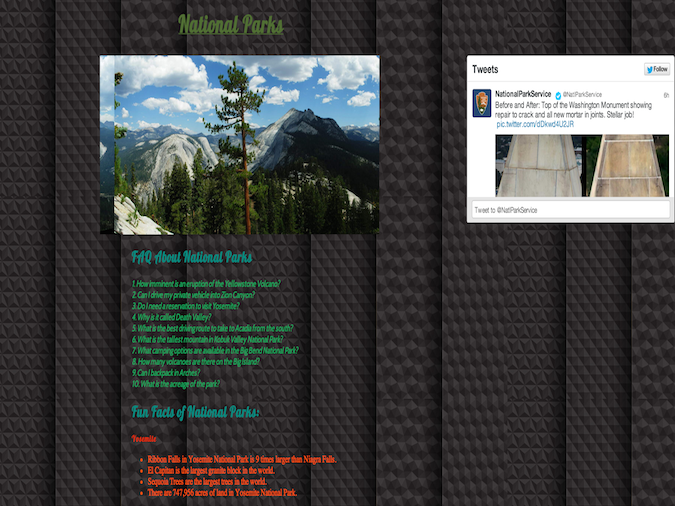 National Parks
Tweets
Follow
NationalParkService @NatlParkService 6h
Before and After: Top of the Washington Monument showing
repair to crack and all new mortar in joints. Stellar job!
pic.twitter.com/dDkwd4U2JR
Tweet to @NatlParkService
FAQ About National Parks
1. How imminent is an eruption of the Yellowstone Volcano?
2. Can I drive my private vehicle into Zion Canyon?
3. Do I need a reservation to visit Yosemite?
4. Why is it called Death Valley?
5. What is the best driving route to take to Acadia from the south?
6. What is the tallest mountain in Kobuk Valley National Park?
7. What camping options are available in the Big Bend National Park?
8. How many volcanoes are there on the Big Island?
9. Can I backpack in Arches?
10. What is the acreage of the park?
Fun Facts of National Parks:
Yosemite
• Ribbon Falls in Yosemite National Park is 9 times larger than Niagra Falls.
• El Capitan is the largest granite block in the world.
• Sequoia Trees are the largest trees in the world.
• There are 747,956 acres of land in Yosemite National Park.